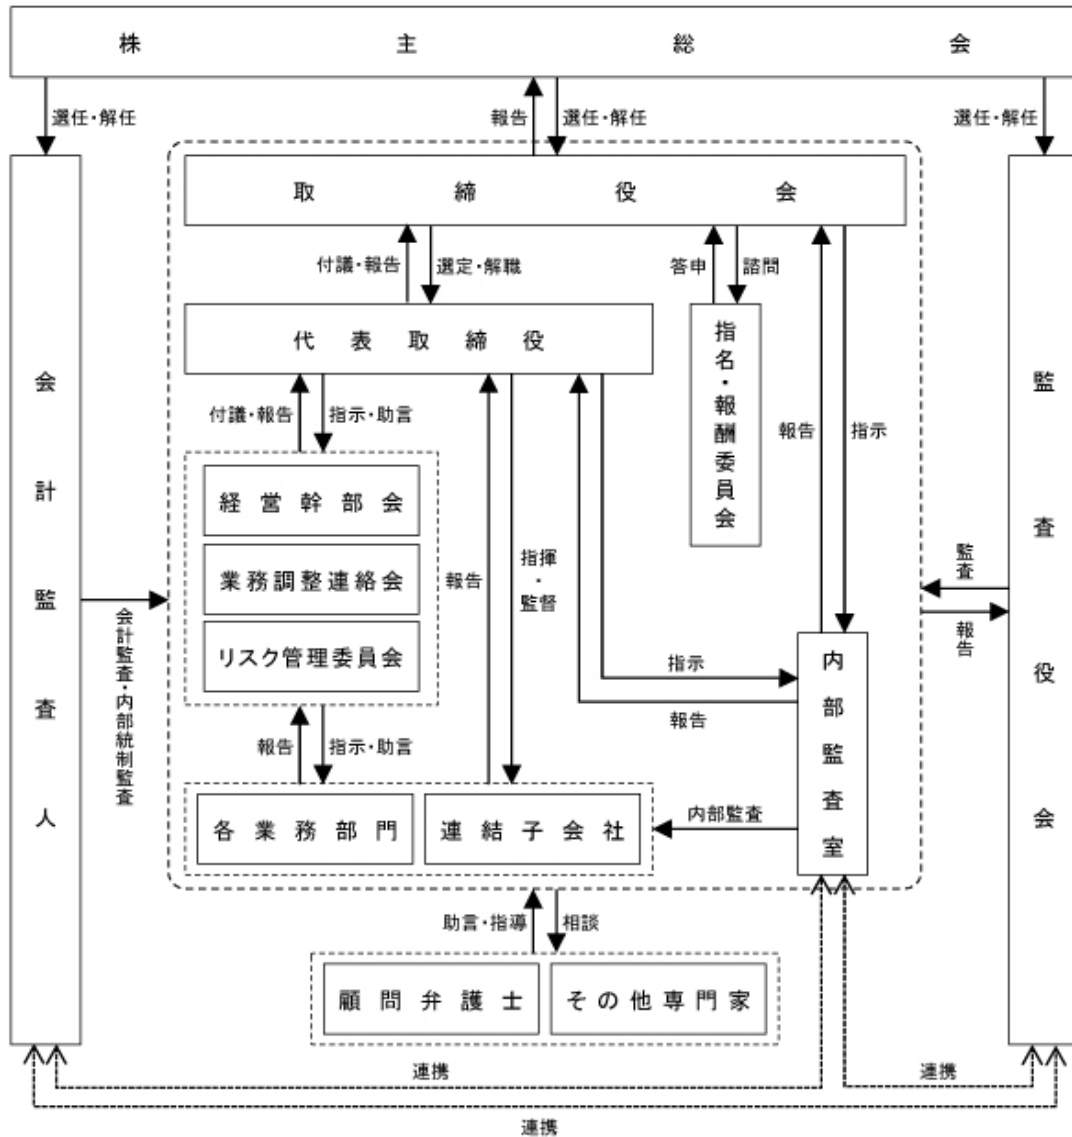 株主総会
選任・解任
報告
選任・解任
選任・解任
取締役会
付議・報告
選定・解職
答申
諮問
代表取締役
指名・報酬委員会
付議・報告
指示・助言
報告
指示
経営幹部会
業務調整連絡会
リスク管理委員会
報告
指揮・監督
会計監査人
会計監査・内部統制監査
監査
報告
監査役会
指示
報告
内部監査室
報告
指示・助言
各業務部門
連結子会社
内部監査
助言・指導
相談
顧問弁護士
その他専門家
連携
連携
連携